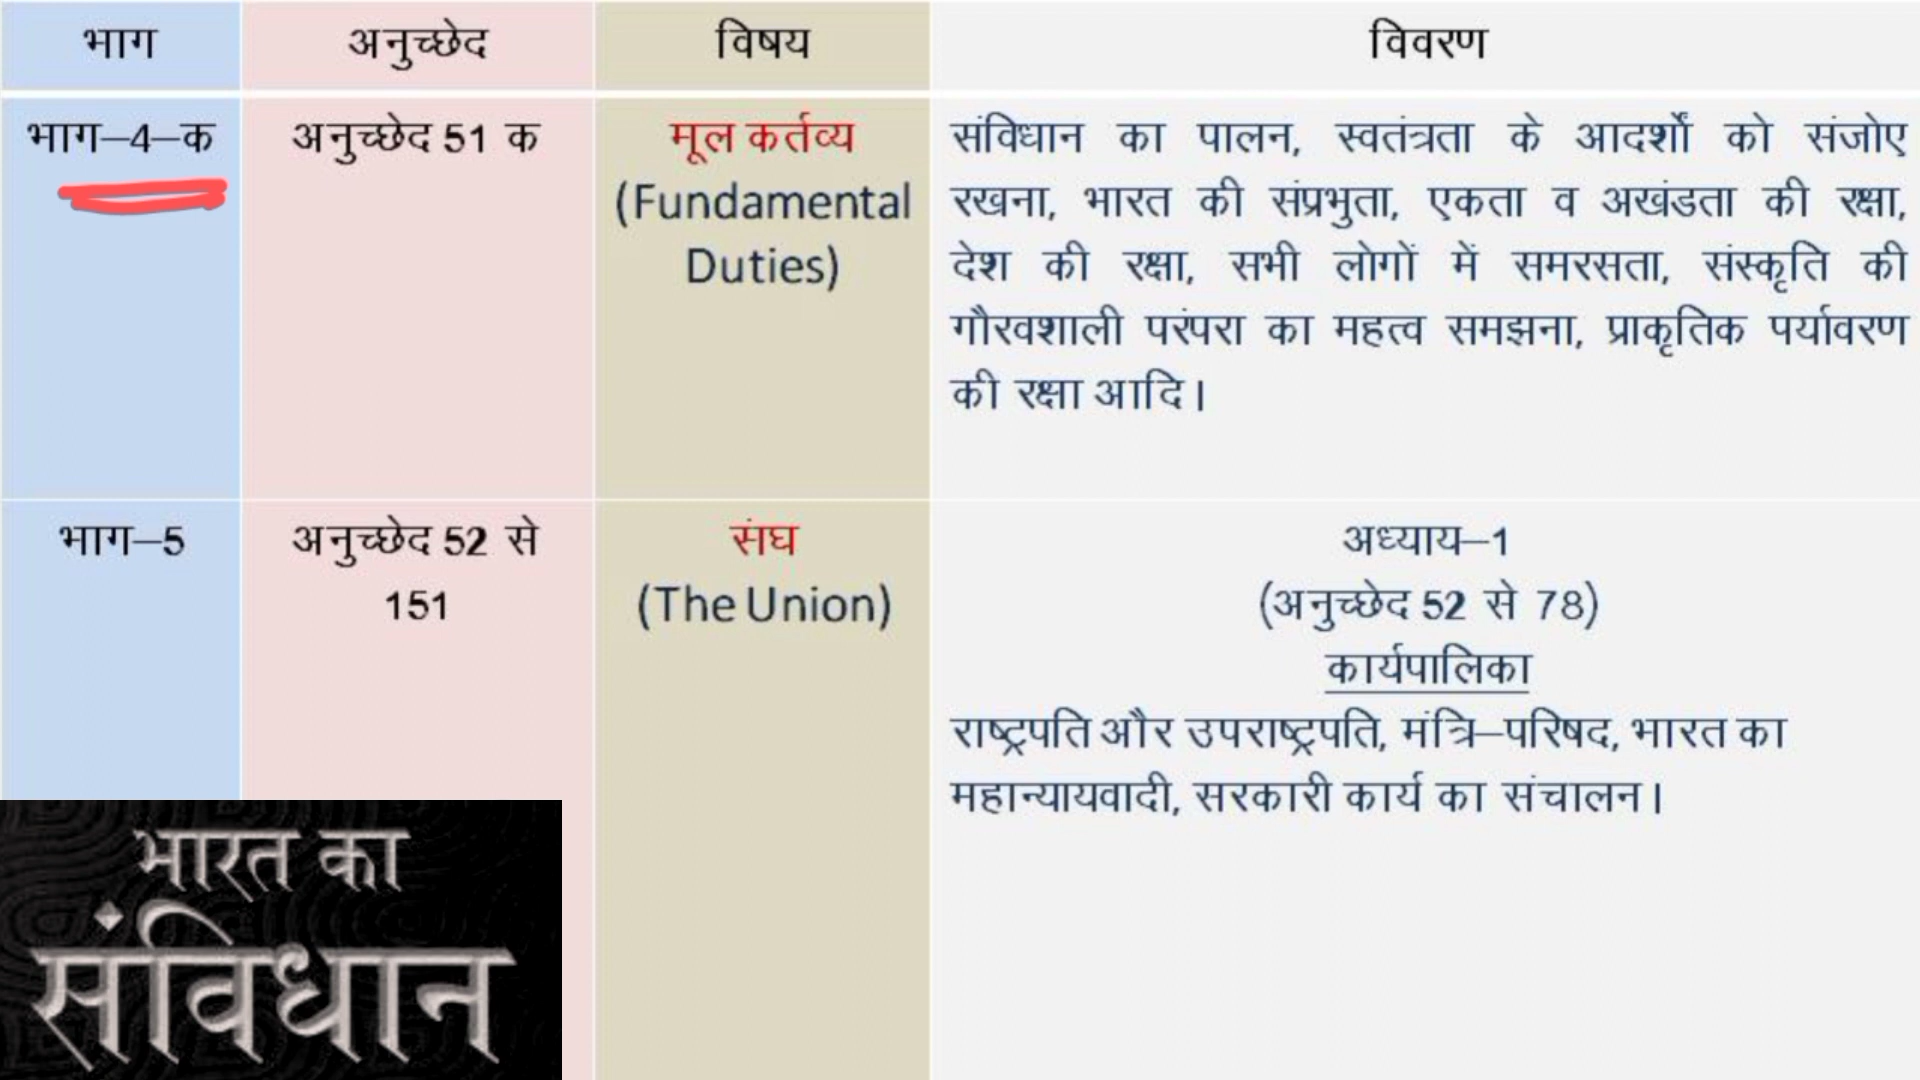 भाग
अनुच्छेद
विषय
विवरण
भाग–4–क
अनुच्छेद 51 क
मूल कर्तव्य
(Fundamental
Duties)
संविधान का पालन, स्वतंत्रता के आदर्शों को संजोए
रखना, भारत की संप्रभुता, एकता व अखंडता की रक्षा,
देश की रक्षा, सभी लोगों में समरसता, संस्कृति की
गौरवशाली परंपरा का महत्व समझना, प्राकृतिक पर्यावरण
की रक्षा आदि।
भाग–5
अनुच्छेद 52 से
151
संघ
(The Union)
अध्याय–1
(अनुच्छेद 52 से 78)
कार्यपालिका
राष्ट्रपति और उपराष्ट्रपति, मंत्रि–परिषद, भारत का
महान्यायवादी, सरकारी कार्य का संचालन।
भारत का
संविधान